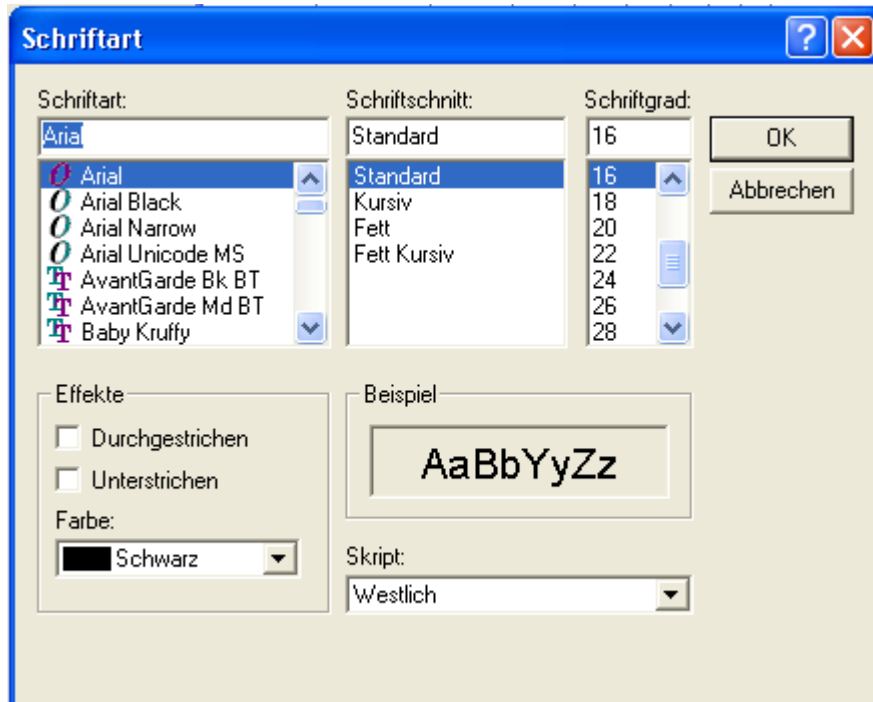 Schriftart
Schriftart:
Arial
Arial
Arial Black
Arial Narrow
Arial Unicode MS
AvantGarde Bk BT
AvantGarde Md BT
Baby Kruffy
Schriftschnitt:
Standard
Standard
Kursiv
Fett
Fett Kursiv
Schriftgrad:
16
16
18
20
22
24
26
28
OK
Abbrechen
Effekte
Durchgestrichen
Unterstrichen
Farbe:
Schwarz
Beispiel
AaBbYyZz
Skript:
Westlich